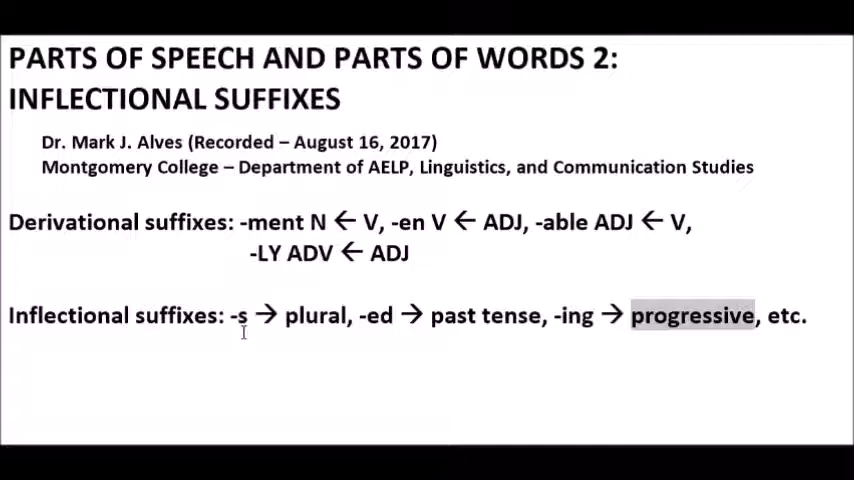 PARTS OF SPEECH AND PARTS OF WORDS 2:
INFLECTIONAL SUFFIXES
Dr. Mark J. Alves (Recorded – August 16, 2017)
Montgomery College – Department of AELP, Linguistics, and Communication Studies
Derivational suffixes: -ment N ← V, -en V ← ADJ, -able ADJ ← V,
-LY ADV ← ADJ
Inflectional suffixes: -s → plural, -ed → past tense, -ing → progressive, etc.